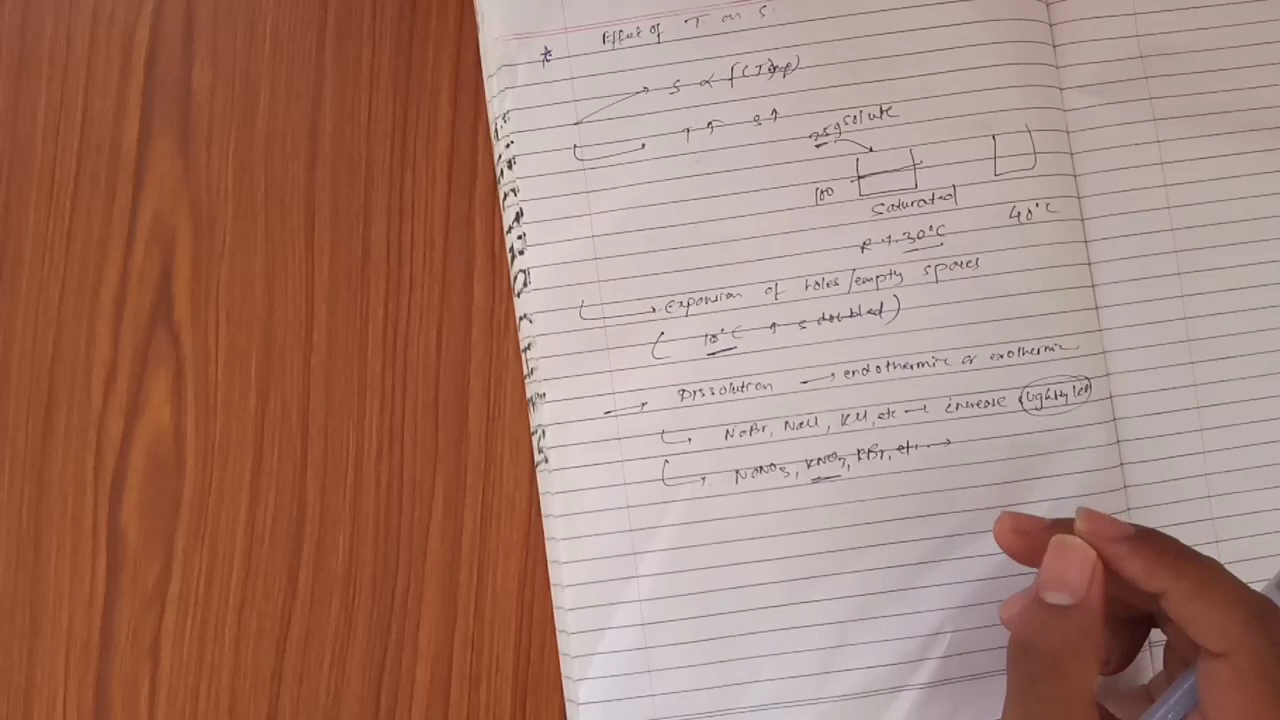 * Effect of T on S.
S ∝ f(Temp)
T↑ S↑
25g solute
100
Saturated
R.T. 30°C
40°C
expansion of holes/empty spaces
(10°C ↑ S doubled)
Dissolution → endothermic or exothermic
NaBr, NaCl, KCl, etc → increase
NaNO3, KNO3, KBr, etc. →